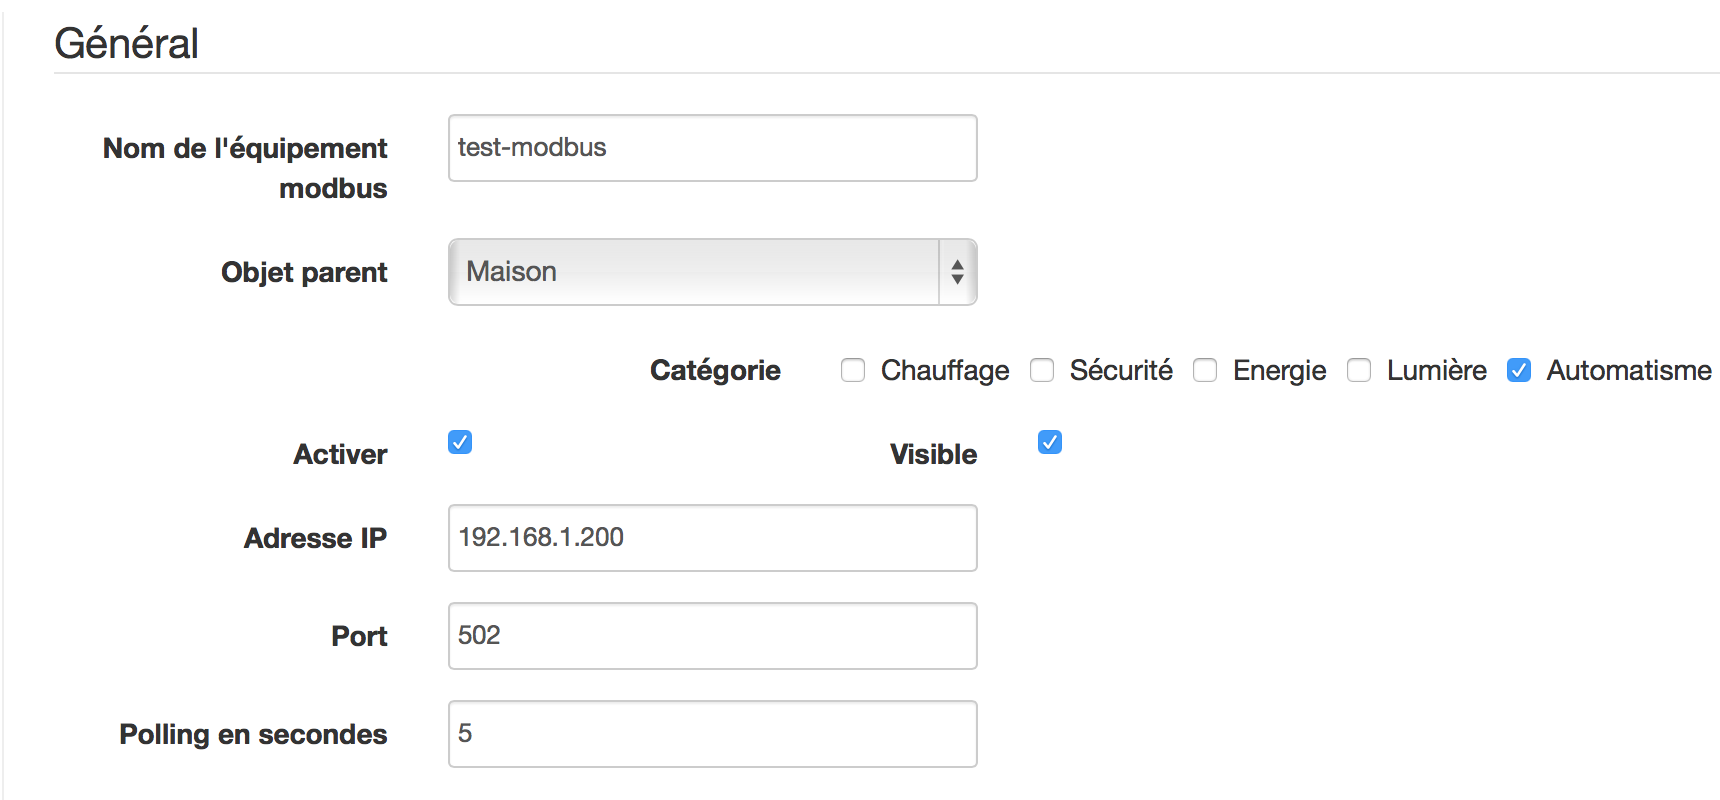 Général
Nom de l'équipement
modbus
test-modbus
Objet parent
Maison
Catégorie Chauffage Sécurité Energie Lumière Automatisme
Activer Visible
Adresse IP 192.168.1.200
Port 502
Polling en secondes 5